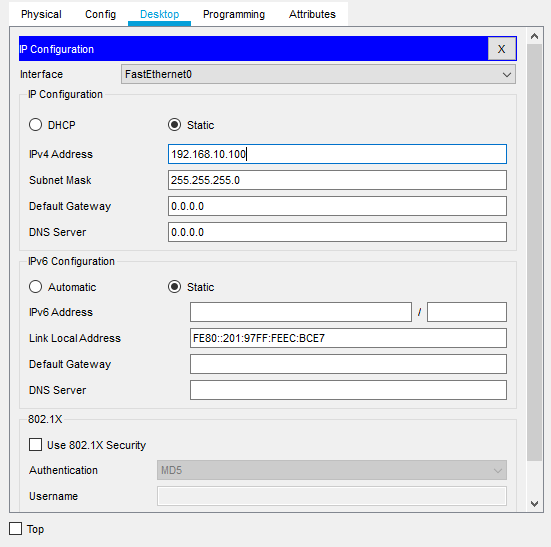 Physical Config Desktop Programming Attributes
IP Configuration X
Interface FastEthernet0
IP Configuration
DHCP Static
IPv4 Address 192.168.10.100
Subnet Mask 255.255.255.0
Default Gateway 0.0.0.0
DNS Server 0.0.0.0
IPv6 Configuration
Automatic Static
IPv6 Address /
Link Local Address FE80::201:97FF:FEEC:BCE7
Default Gateway
DNS Server
802.1X
Use 802.1X Security
Authentication MD5
Username
Top